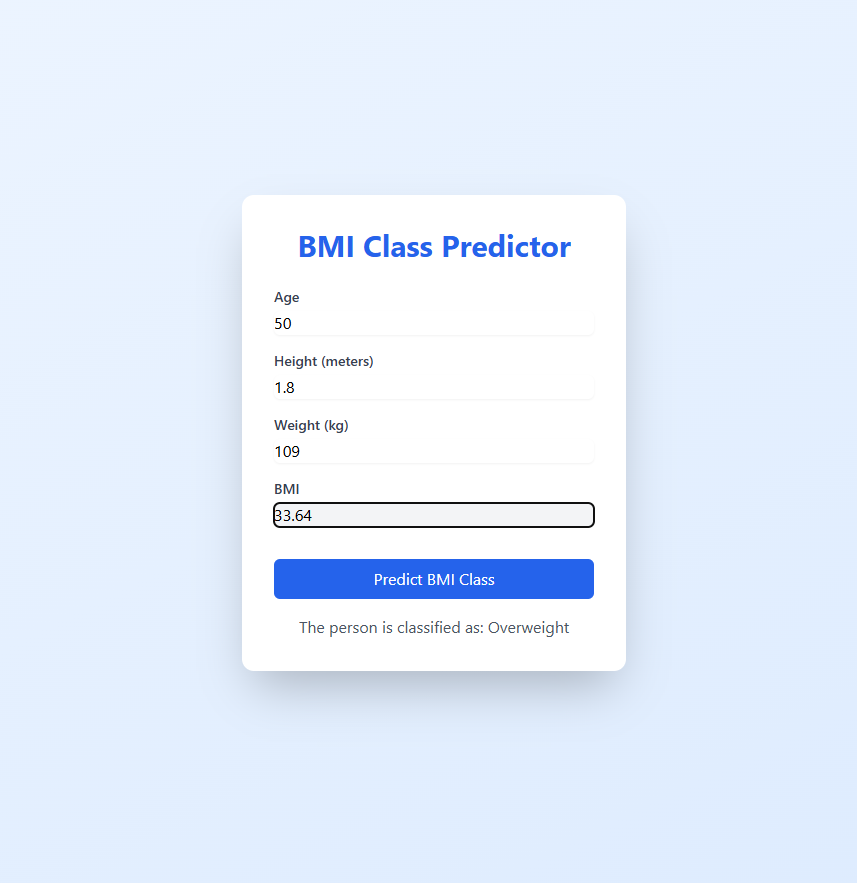 BMI Class Predictor
Age
50
Height (meters)
1.8
Weight (kg)
109
BMI
33.64
Predict BMI Class
The person is classified as: Overweight